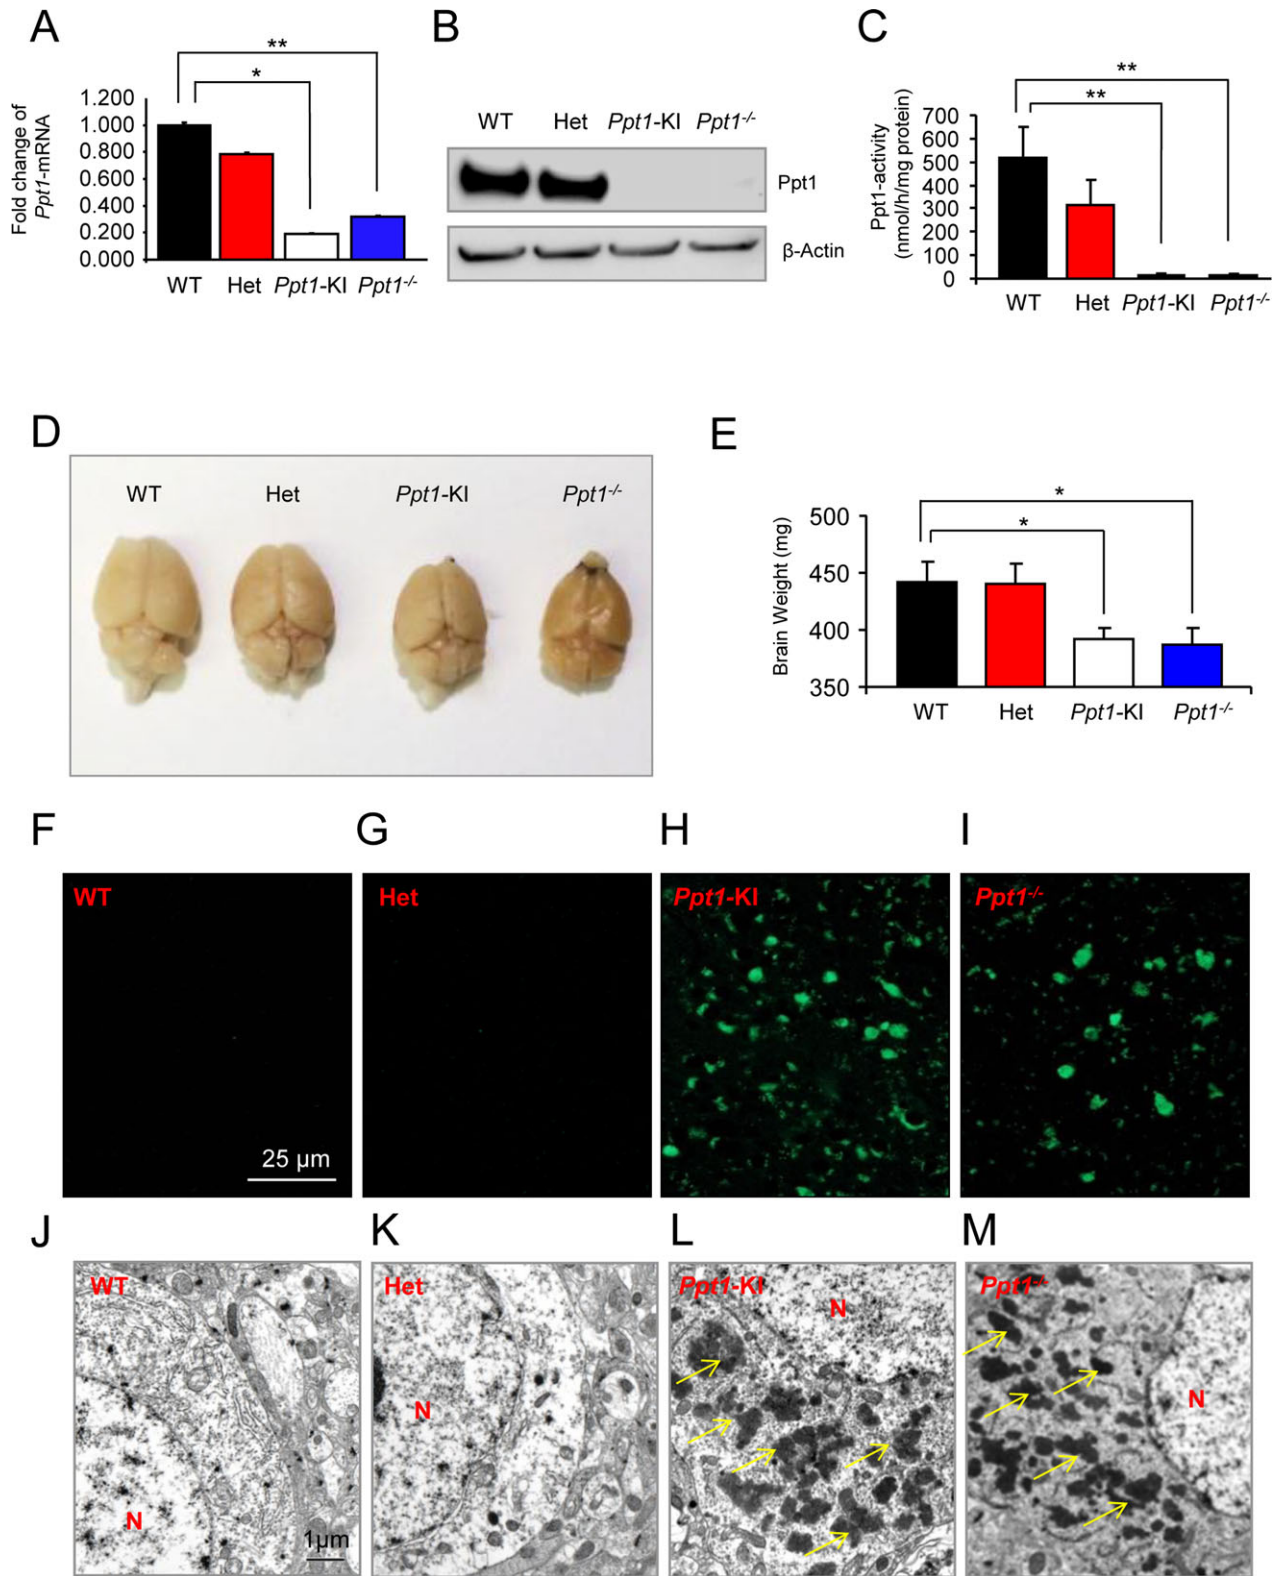 A
**
*
Fold change of
Ppt1-mRNA
1.200
1.000
0.800
0.600
0.400
0.200
0.000
WT Het Ppt1-KI Ppt1-/-
B
WT Het Ppt1-KI Ppt1-/-
Ppt1
β-Actin
C
**
**
Ppt1-activity
(nmol/h/mg protein)
700
600
500
400
300
200
100
0
WT Het Ppt1-KI Ppt1-/-
D
WT Het Ppt1-KI Ppt1-/-
E
*
*
Brain Weight (mg)
500
450
400
350
WT Het Ppt1-KI Ppt1-/-
F G H I
WT Het Ppt1-KI Ppt1-/-
25 µm
J K L M
WT Het Ppt1-KI Ppt1-/-
N
N
N
N
1µm